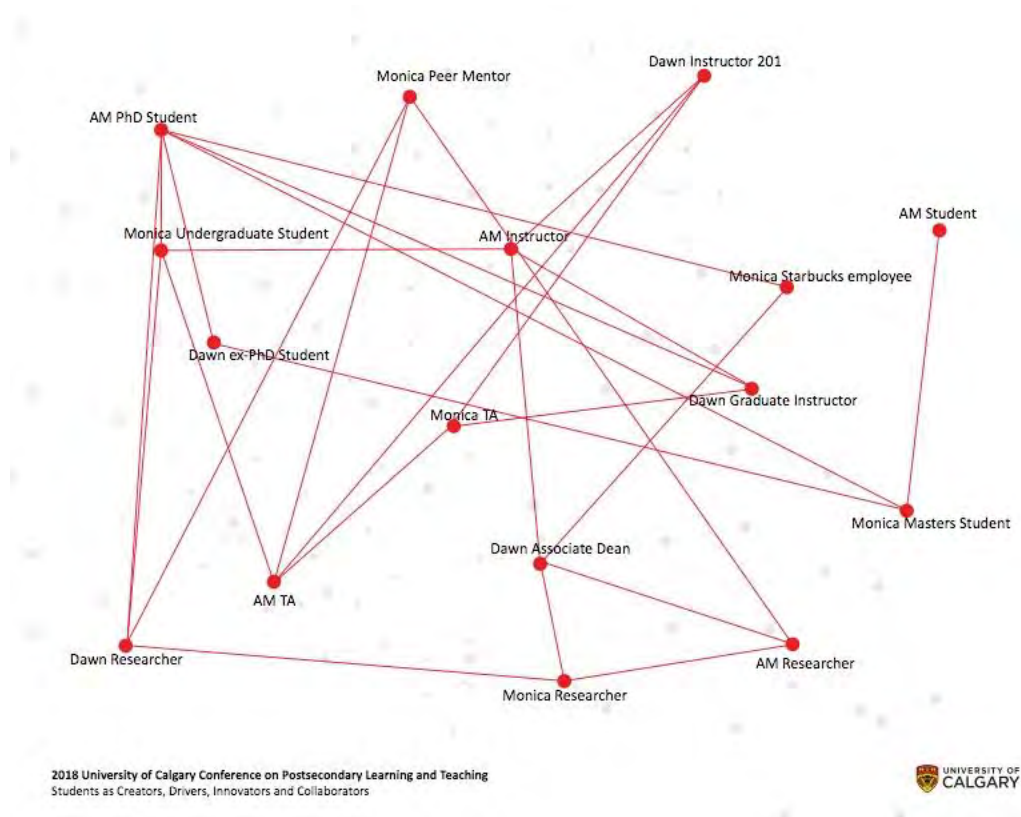 Dawn Instructor 201
Monica Peer Mentor
AM PhD Student
AM Student
Monica Undergraduate Student
AM Instructor
Monica Starbucks employee
Dawn ex-PhD Student
Dawn Graduate Instructor
Monica TA
Monica Masters Student
Dawn Associate Dean
AM TA
Dawn Researcher
AM Researcher
Monica Researcher
2018 University of Calgary Conference on Postsecondary Learning and Teaching
Students as Creators, Drivers, Innovators and Collaborators
UNIVERSITY OF
CALGARY